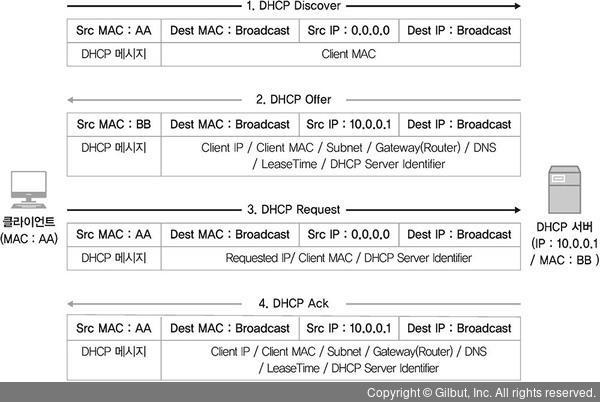 1. DHCP Discover
Src MAC : AA Dest MAC : Broadcast Src IP : 0.0.0.0 Dest IP : Broadcast
DHCP 메시지 Client MAC
2. DHCP Offer
Src MAC : BB Dest MAC : Broadcast Src IP : 10.0.0.1 Dest IP : Broadcast
DHCP 메시지 Client IP / Client MAC / Subnet / Gateway(Router) / DNS
/ LeaseTime / DHCP Server Identifier
3. DHCP Request
클라이언트
(MAC : AA)
Src MAC : AA Dest MAC : Broadcast Src IP : 0.0.0.0 Dest IP : Broadcast
DHCP 메시지 Requested IP/ Client MAC / DHCP Server Identifier
DHCP 서버
(IP : 10.0.0.1
/ MAC : BB )
4. DHCP Ack
Src MAC : AA Dest MAC : Broadcast Src IP : 10.0.0.1 Dest IP : Broadcast
DHCP 메시지 Client IP / Client MAC / Subnet / Gateway(Router) / DNS
/ LeaseTime / DHCP Server Identifier
Copyright © Gilbut, Inc. All rights reserved.